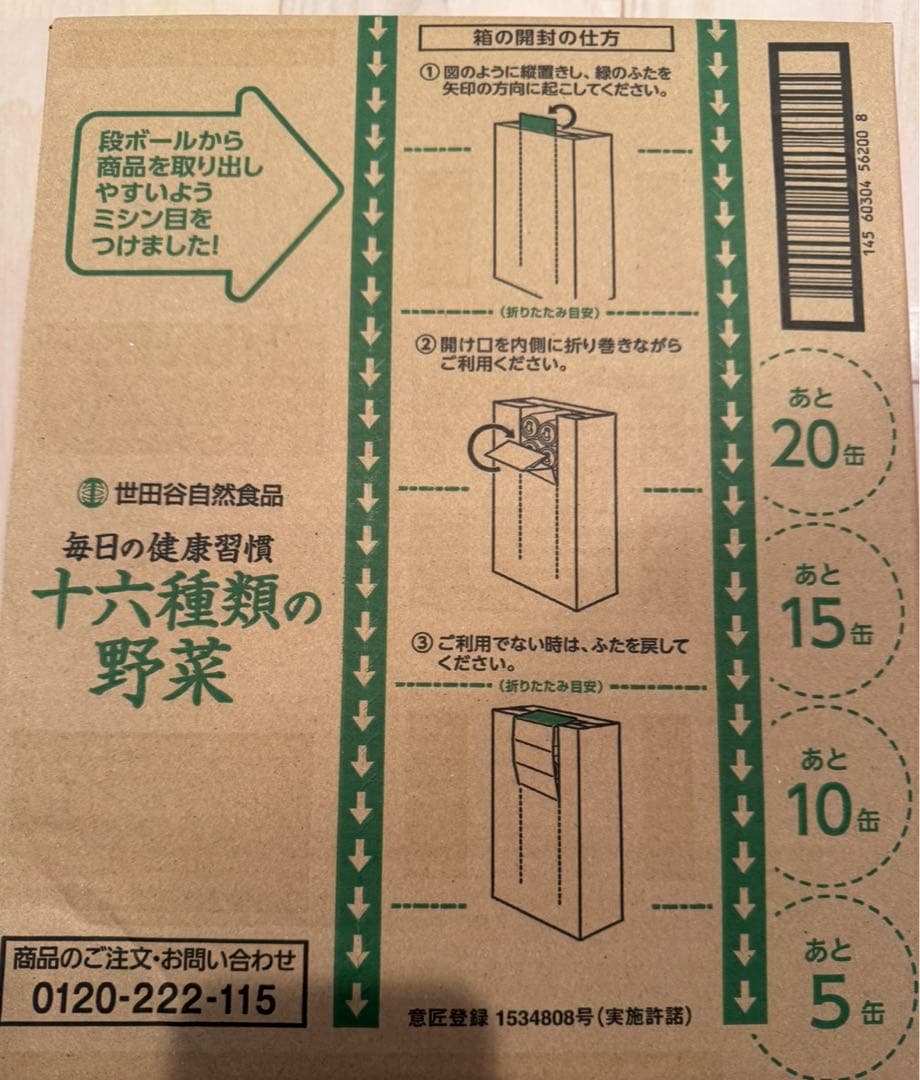 段ボールから
商品を取り出し
やすいよう
ミシン目を
つけました!
世田谷自然食品
毎日の健康習慣
十六種類の
野菜
商品のご注文・お問い合わせ
0120-222-115
箱の開封の仕方
①図のように縦置きし、緑のふたを
矢印の方向に起こしてください。
(折りたたみ目安)
②開け口を内側に折り巻きながら
ご利用ください。
③ご利用でない時は、ふたを戻して
ください。
(折りたたみ目安)
意匠登録 1534808号(実施許諾)
145 60304 56200 8
あと
20缶
あと
15缶
あと
10缶
あと
5缶